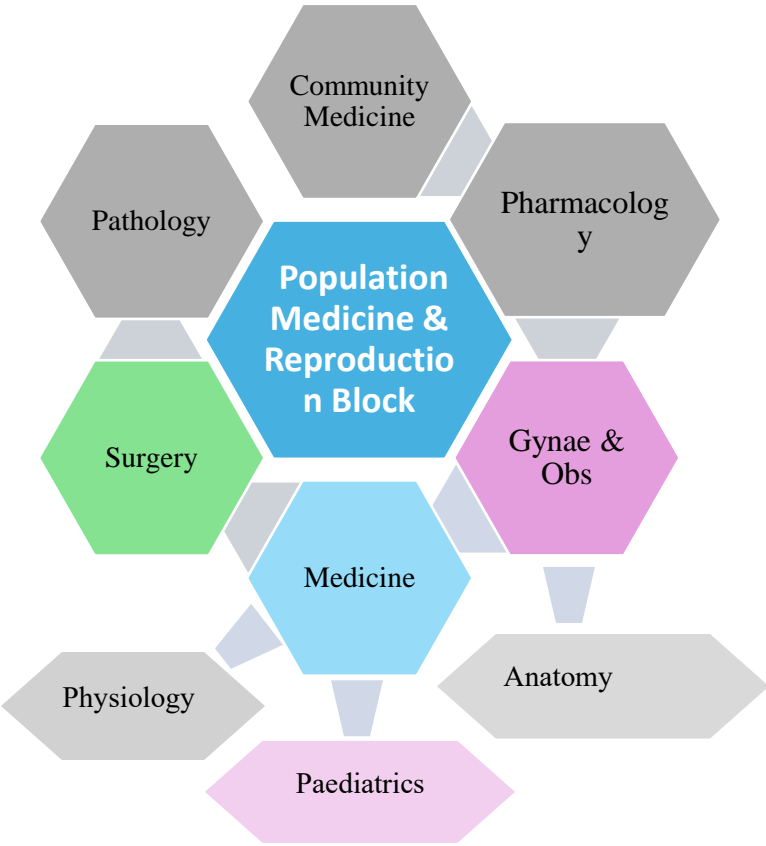 Community
Medicine
Pharmacolog
y
Pathology
Population
Medicine &
Reproductio
n Block
Surgery
Gynae &
Obs
Medicine
Physiology
Anatomy
Paediatrics